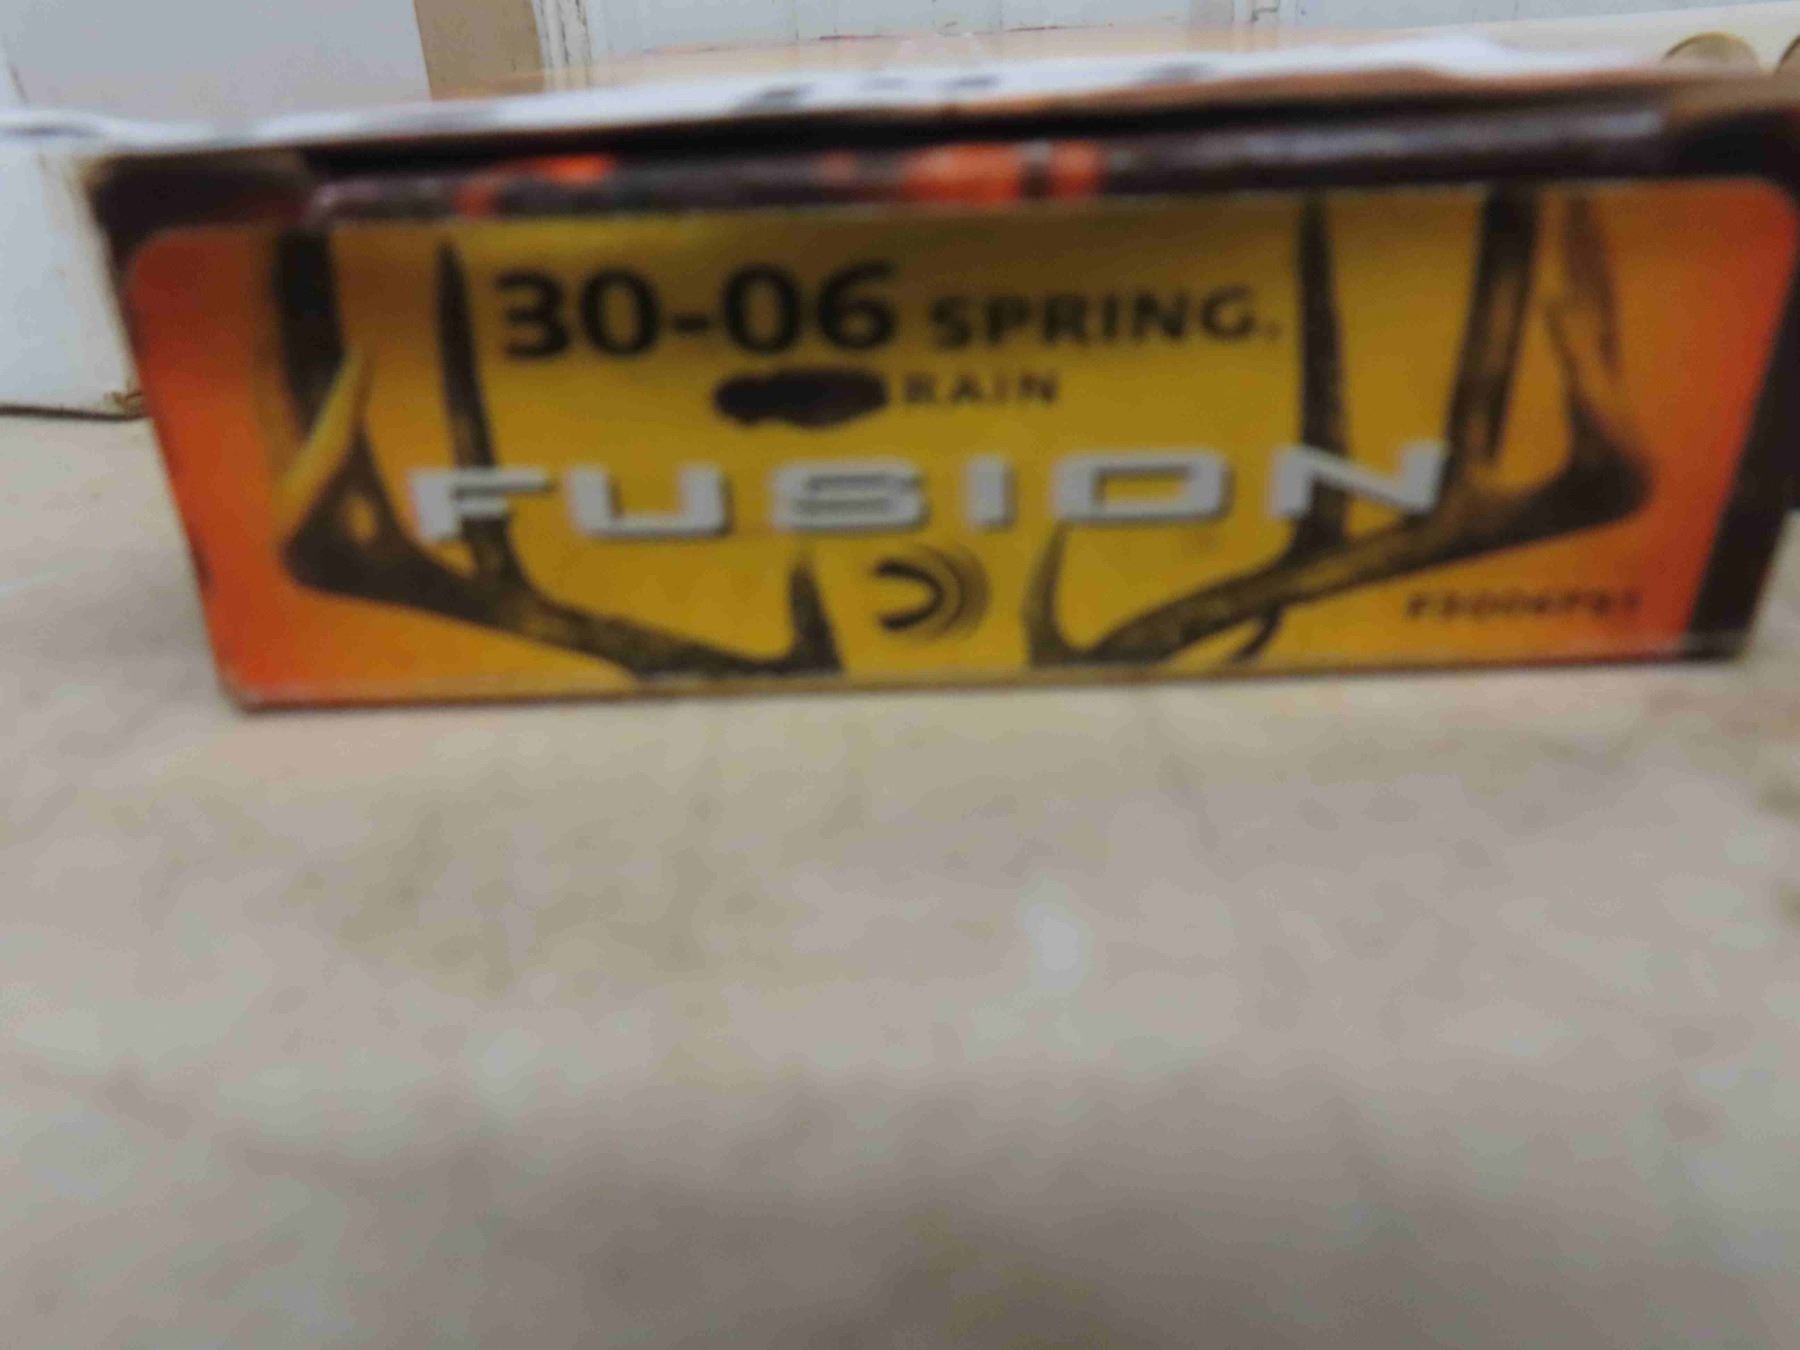 30-06 SPRING.
RAIN
FUSION